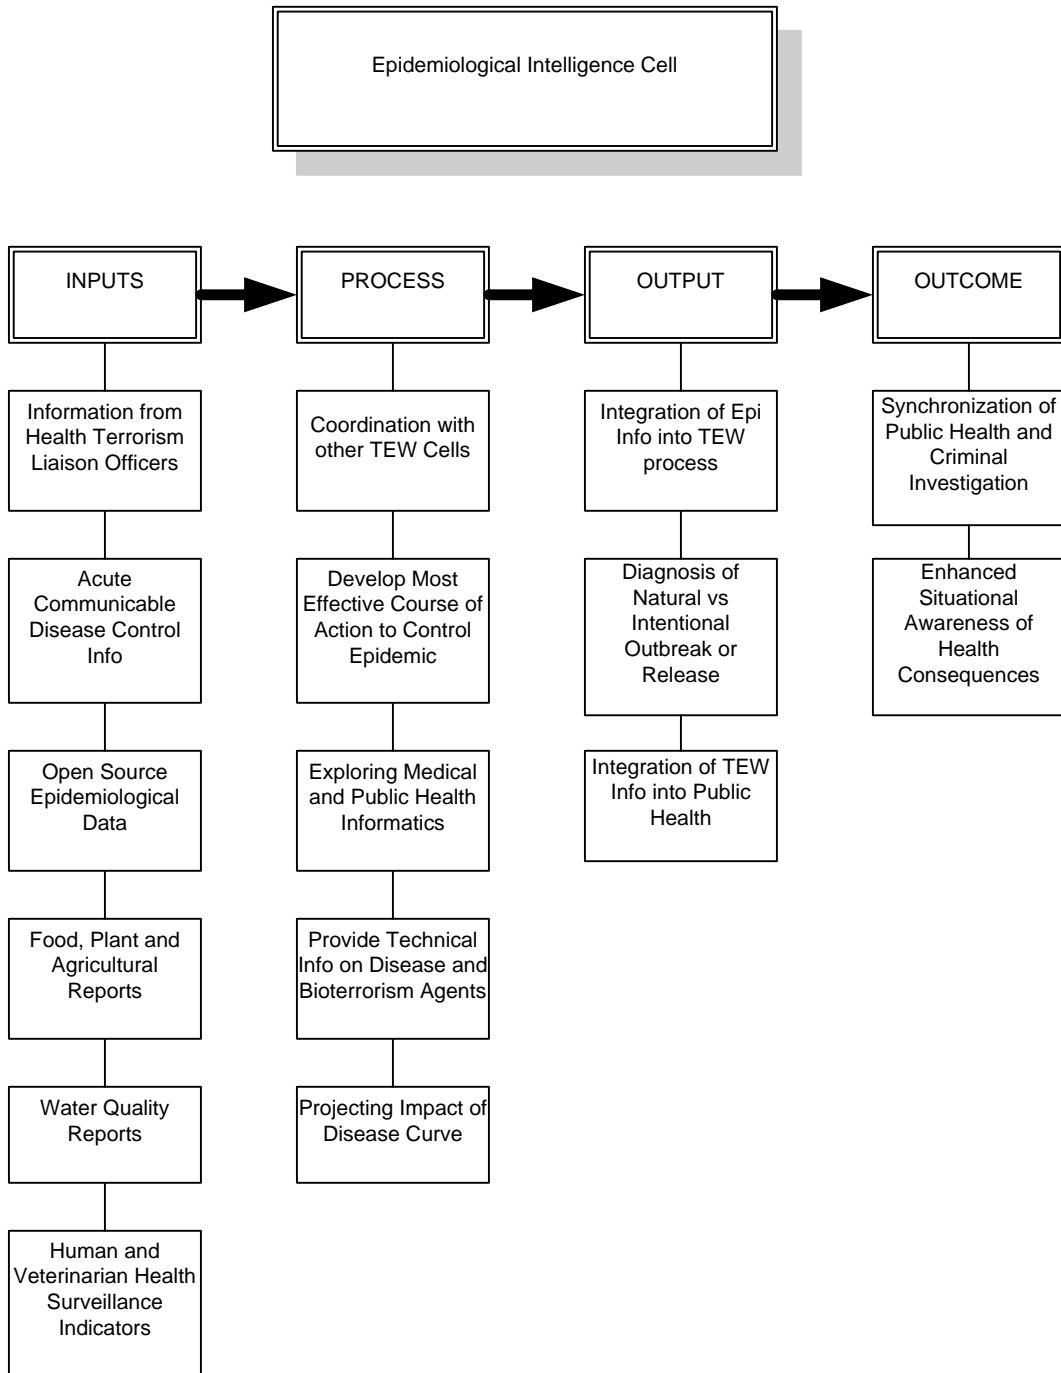 Epidemiological Intelligence Cell
INPUTS
PROCESS
OUTPUT
OUTCOME
Information from
Health Terrorism
Liaison Officers
Acute
Communicable
Disease Control
Info
Open Source
Epidemiological
Data
Food, Plant and
Agricultural
Reports
Water Quality
Reports
Human and
Veterinarian Health
Surveillance
Indicators
Coordination with
other TEW Cells
Develop Most
Effective Course of
Action to Control
Epidemic
Exploring Medical
and Public Health
Informatics
Provide Technical
Info on Disease and
Bioterrorism Agents
Projecting Impact of
Disease Curve
Integration of Epi
Info into TEW
process
Diagnosis of
Natural vs
Intentional
Outbreak or
Release
Integration of TEW
Info into Public
Health
Synchronization of
Public Health and
Criminal
Investigation
Enhanced
Situational
Awareness of
Health
Consequences